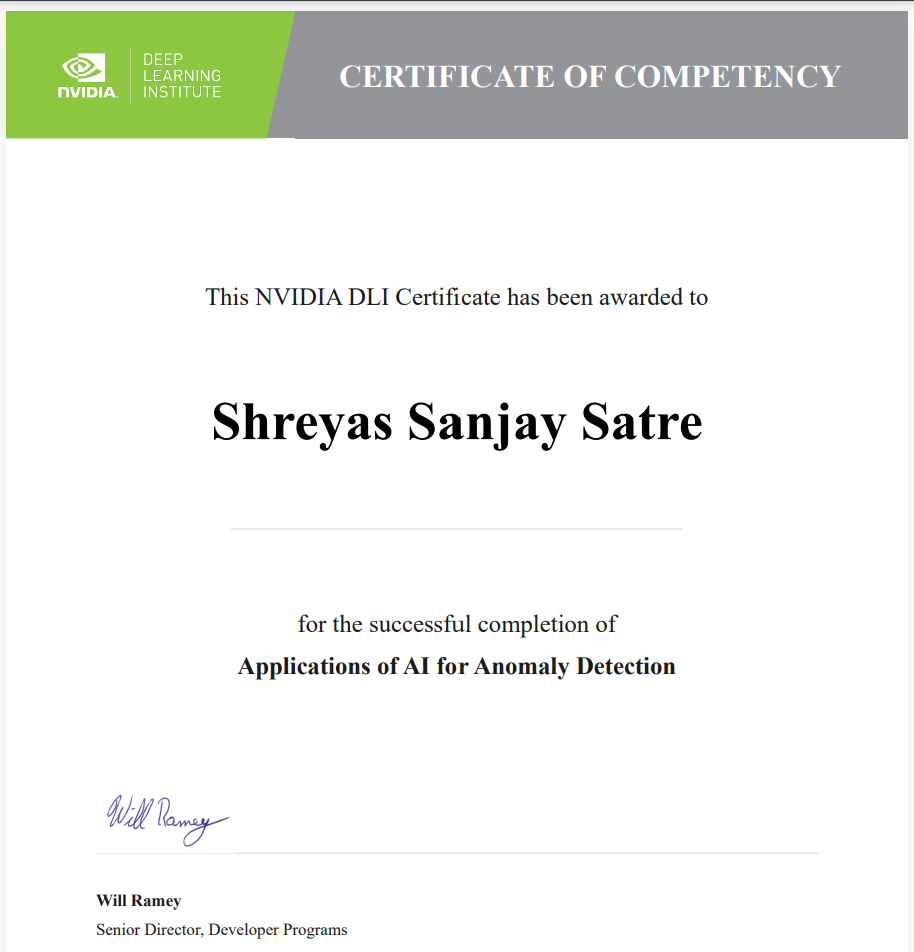 NVIDIA.
DEEP
LEARNING
INSTITUTE
CERTIFICATE OF COMPETENCY
This NVIDIA DLI Certificate has been awarded to
Shreyas Sanjay Satre
for the successful completion of
Applications of AI for Anomaly Detection
Will Ramey
Will Ramey
Senior Director, Developer Programs